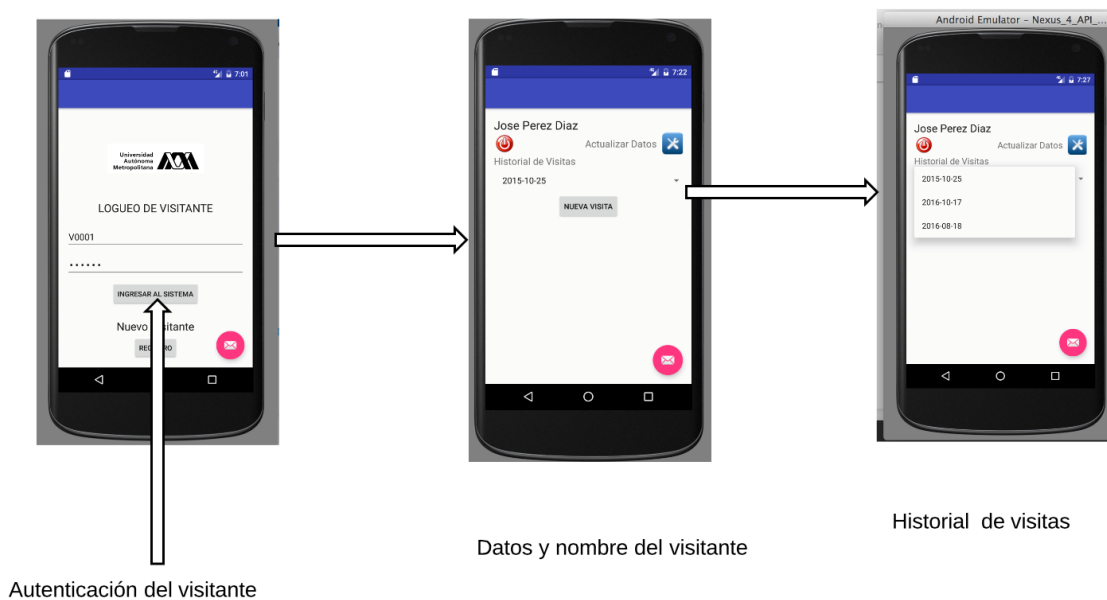 7:01
Universidad
Autónoma
Metropolitana
LOGUEO DE VISITANTE
V0001
INGRESAR AL SISTEMA
Nuevo
Autenticación del visitante
7:22
Jose Perez Diaz
Actualizar Datos
Historial de Visitas
2015-10-25
NUEVA VISITA
Datos y nombre del visitante
Android Emulator – Nexus_4_API_...
7:27
Jose Perez Diaz
Actualizar Datos
Historial de Visitas
2015-10-25
2016-10-17
2016-08-18
Historial de visitas